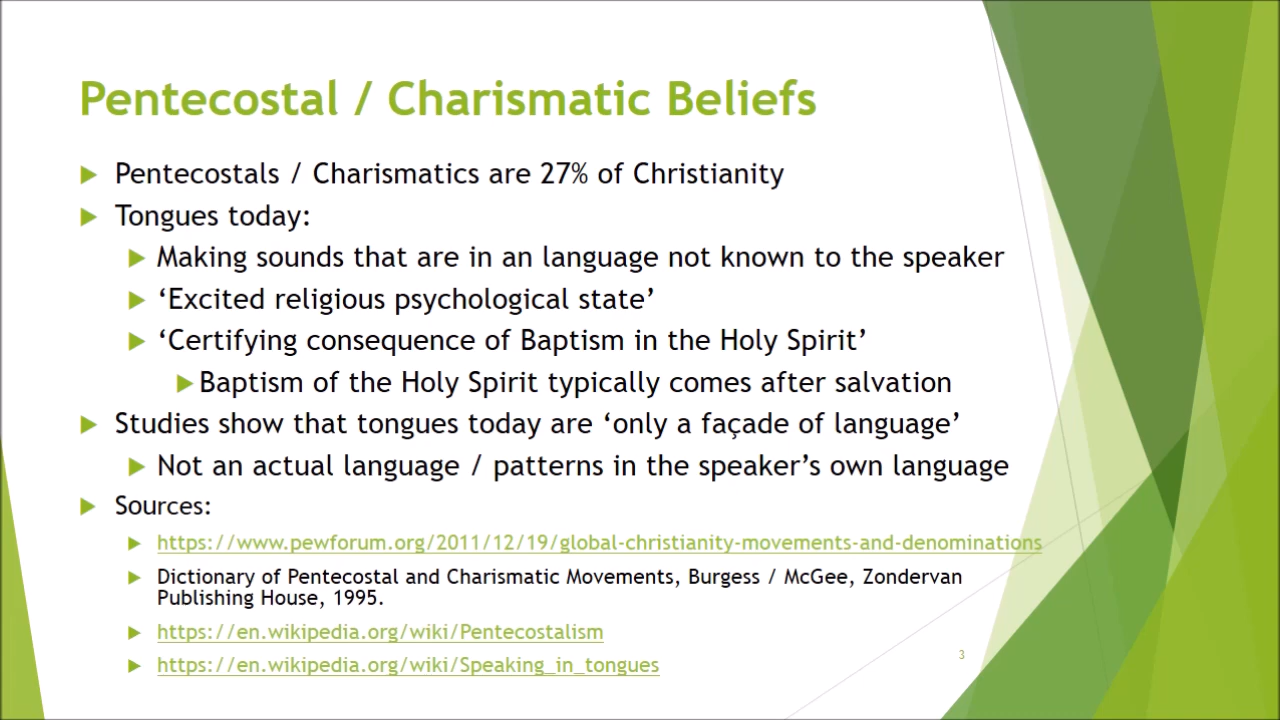 Pentecostal / Charismatic Beliefs
Pentecostals / Charismatics are 27% of Christianity
Tongues today:
Making sounds that are in an language not known to the speaker
‘Excited religious psychological state’
‘Certifying consequence of Baptism in the Holy Spirit’
Baptism of the Holy Spirit typically comes after salvation
Studies show that tongues today are ‘only a façade of language’
Not an actual language / patterns in the speaker’s own language
Sources:
https://www.pewforum.org/2011/12/19/global-christianity-movements-and-denominations
Dictionary of Pentecostal and Charismatic Movements, Burgess / McGee, Zondervan
Publishing House, 1995.
https://en.wikipedia.org/wiki/Pentecostalism
https://en.wikipedia.org/wiki/Speaking_in_tongues
3